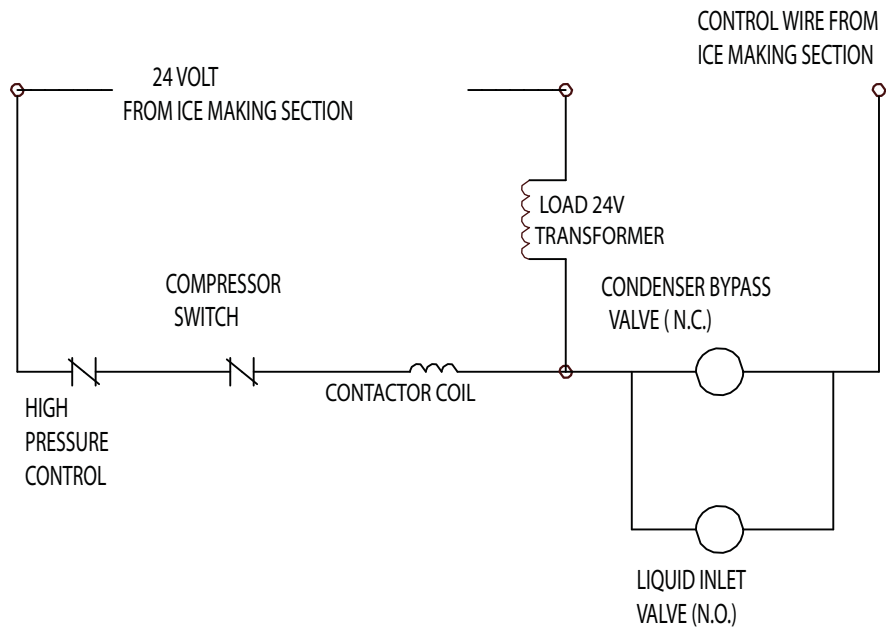 CONTROL WIRE FROM
ICE MAKING SECTION
24 VOLT
FROM ICE MAKING SECTION
LOAD 24V
TRANSFORMER
COMPRESSOR
SWITCH
CONDENSER BYPASS
VALVE ( N.C.)
CONTACTOR COIL
HIGH
PRESSURE
CONTROL
LIQUID INLET
VALVE (N.O.)